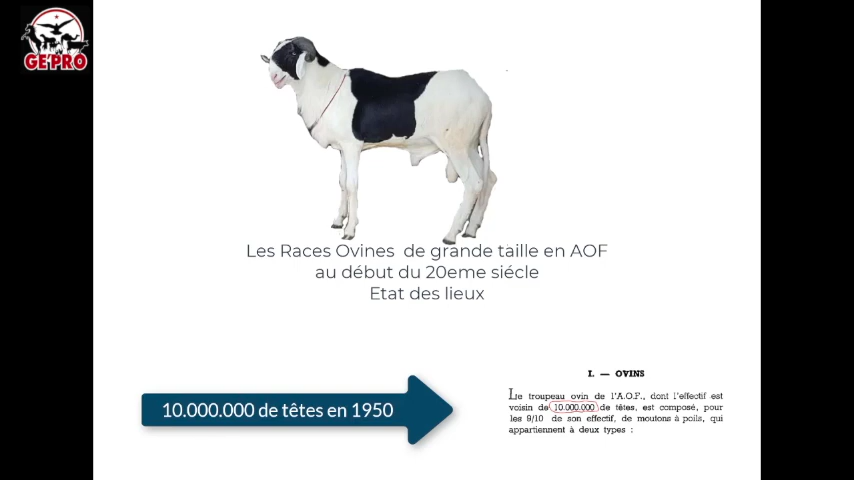 GE'PRO
Les Races Ovines de grande taille en AOF
au début du 20eme siécle
Etat des lieux
10.000.000 de têtes en 1950
I. — OVINS
Le troupeau ovin de l'A.O.F., dont l'effectif est
voisin de 10.000.000 de têtes, est composé, pour
les 9/10 de son effectif, de moutons à poils, qui
appartiennent à deux types :